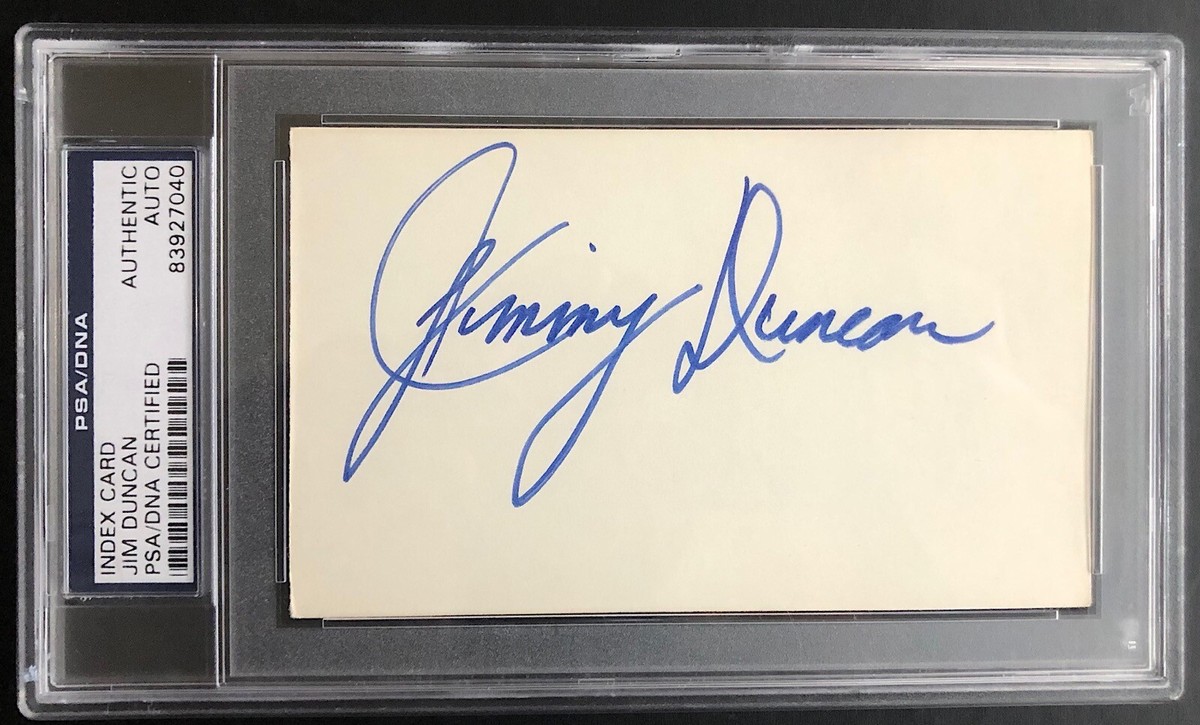 PSA/DNA
INDEX CARD
JIM DUNCAN
PSA/DNA CERTIFIED
AUTHENTIC
AUTO
83927040
Jimmy Duncan